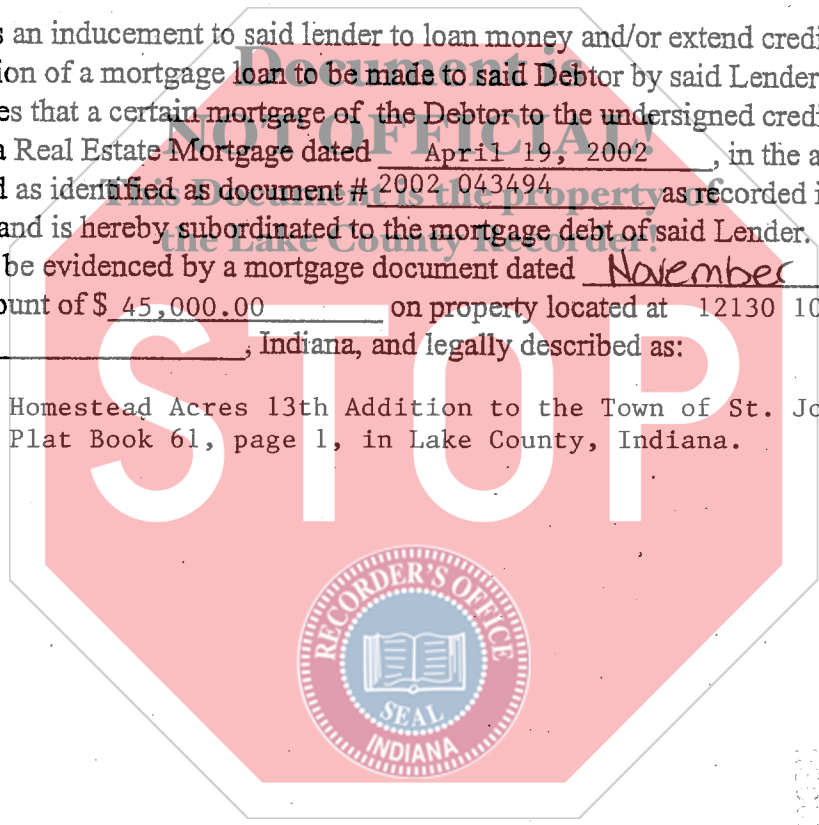 s an inducement to said lender to loan money and/or extend credi
ion of a mortgage loan to be made to said Debtor by said Lender
es that a certain mortgage of the Debtor to the undersigned credi
a Real Estate Mortgage dated April 19, 2002, in the a
d as identified as document # 2002 043494 as recorded i
and is hereby subordinated to the mortgage debt of said Lender.
be evidenced by a mortgage document dated November
ount of $ 45,000.00 on property located at 12130 10
, Indiana, and legally described as:
Homestead Acres 13th Addition to the Town of St. Jo
Plat Book 61, page 1, in Lake County, Indiana.
Document is
NOT OFFICIAL!
This Document is the property of
the Lake County Recorder!
STOP
RECORDER'S OFFICE
SEAL
INDIANA